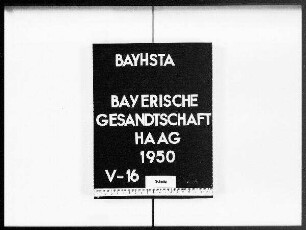 BAYHSTA
BAYERISCHE
GESANDTSCHAFT
HAAG
1950
V-16